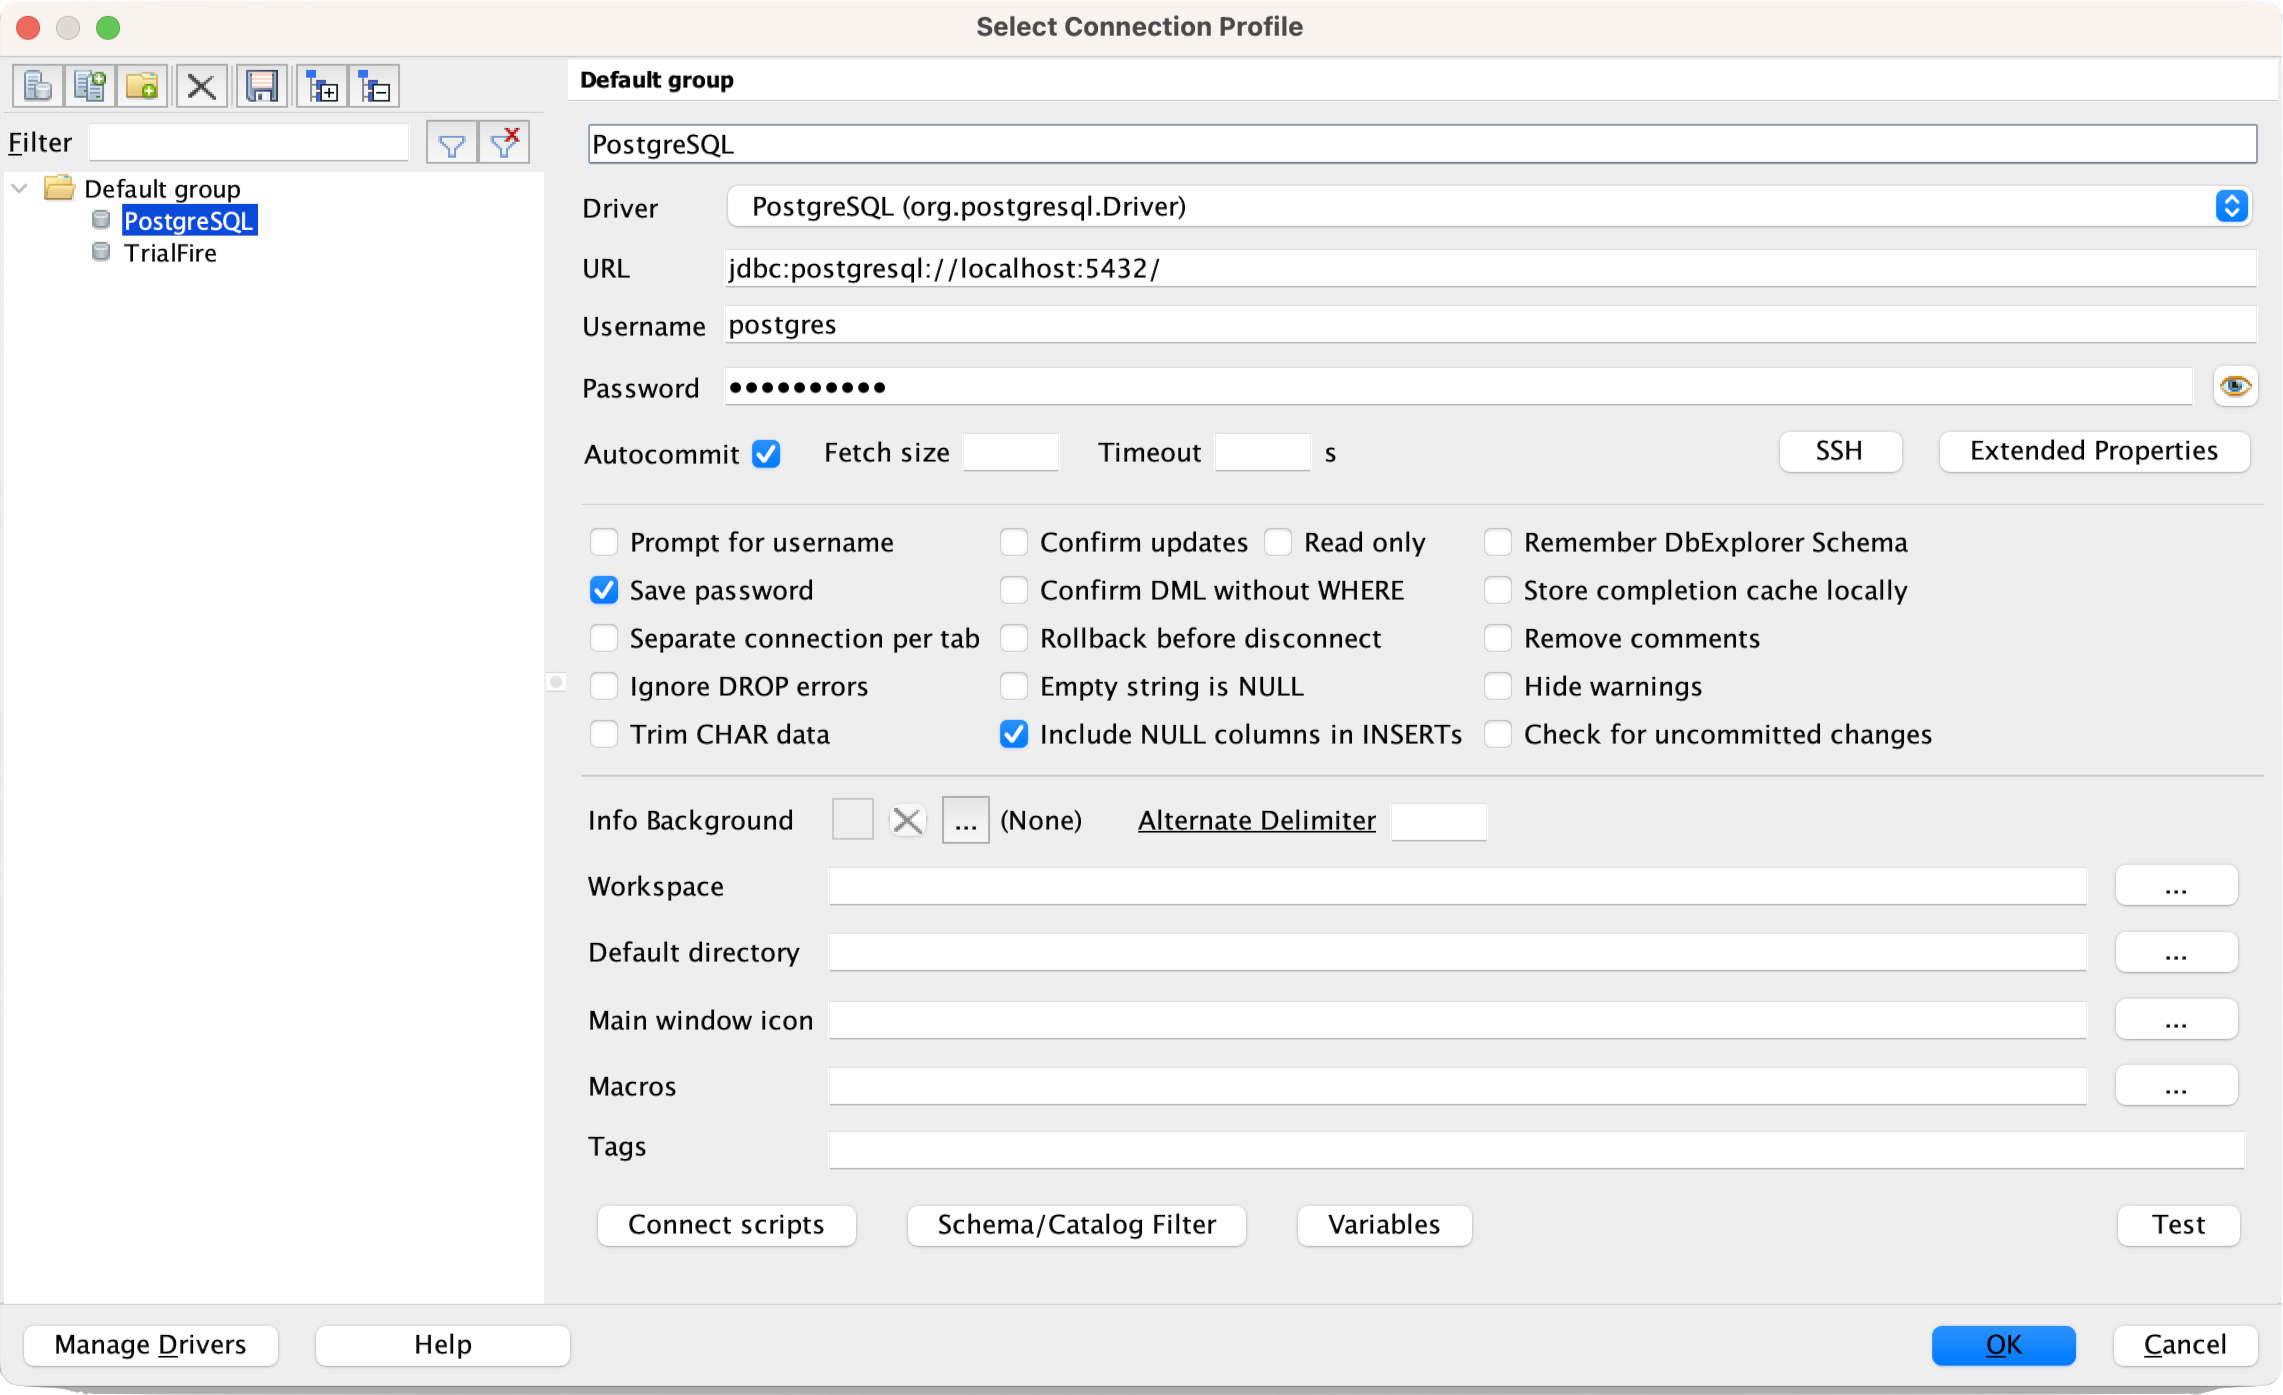 Select Connection Profile
Default group
Filter
PostgreSQL
Default group
PostgreSQL
TrialFire
Driver PostgreSQL (org.postgresql.Driver)
URL jdbc:postgresql://localhost:5432/
Username postgres
Password ••••••••••
Autocommit Fetch size Timeout s SSH Extended Properties
Prompt for username Confirm updates Read only Remember DbExplorer Schema
Save password Confirm DML without WHERE Store completion cache locally
Separate connection per tab Rollback before disconnect Remove comments
Ignore DROP errors Empty string is NULL Hide warnings
Trim CHAR data Include NULL columns in INSERTs Check for uncommitted changes
Info Background ... (None) Alternate Delimiter
Workspace ...
Default directory ...
Main window icon ...
Macros ...
Tags
Connect scripts Schema/Catalog Filter Variables Test
Manage Drivers Help OK Cancel